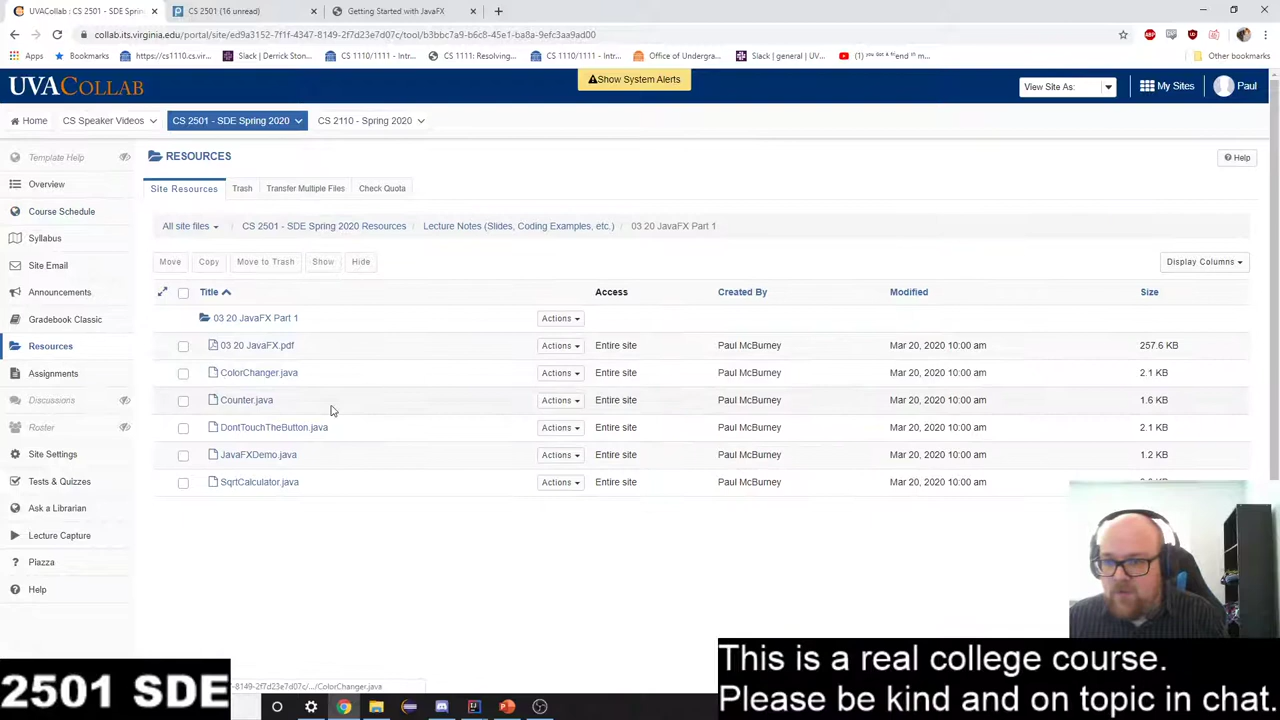 UVACollab : CS 2501 - SDE Sprin
CS 2501 (16 unread)
Getting Started with JavaFX
collab.its.virginia.edu/portal/site/ed9a3152-7f1f-4347-8149-2f7d23e7d07c/tool/b3bbc7a9-b6c8-45e1-ba8a-9efc3aa9ad00
Apps
Bookmarks
https://cs1110.cs.vir...
Slack | Derrick Ston...
CS 1110/1111 - Intr...
CS 1111: Resolving...
CS 1110/1111 - Intr...
Office of Undergra...
Slack | general | UV...
Other bookmarks
UVACOLLAB
Show System Alerts
View Site As:
My Sites
Paul
Home
CS Speaker Videos
CS 2501 - SDE Spring 2020
CS 2110 - Spring 2020
Template Help
Overview
Course Schedule
Syllabus
Site Email
Announcements
Gradebook Classic
Resources
Assignments
Discussions
Roster
Site Settings
Tests & Quizzes
Ask a Librarian
Lecture Capture
Piazza
Help
RESOURCES
Help
Site Resources
Trash
Transfer Multiple Files
Check Quota
All site files / CS 2501 - SDE Spring 2020 Resources / Lecture Notes (Slides, Coding Examples, etc.) / 03 20 JavaFX Part 1
Move
Copy
Move to Trash
Show
Hide
Display Columns
Title Access Created By Modified Size
03 20 JavaFX Part 1 Actions
03 20 JavaFX.pdf Actions Entire site Paul McBurney Mar 20, 2020 10:00 am 257.6 KB
ColorChanger.java Actions Entire site Paul McBurney Mar 20, 2020 10:00 am 2.1 KB
Counter.java Actions Entire site Paul McBurney Mar 20, 2020 10:00 am 1.6 KB
DontTouchTheButton.java Actions Entire site Paul McBurney Mar 20, 2020 10:00 am 2.1 KB
JavaFXDemo.java Actions Entire site Paul McBurney Mar 20, 2020 10:00 am 1.2 KB
SqrtCalculator.java Actions Entire site Paul McBurney Mar 20, 2020 10:00 am
-8149-2f7d23e7d07c/.../ColorChanger.java
2501 SDE
This is a real college course.
Please be kind and on topic in chat.